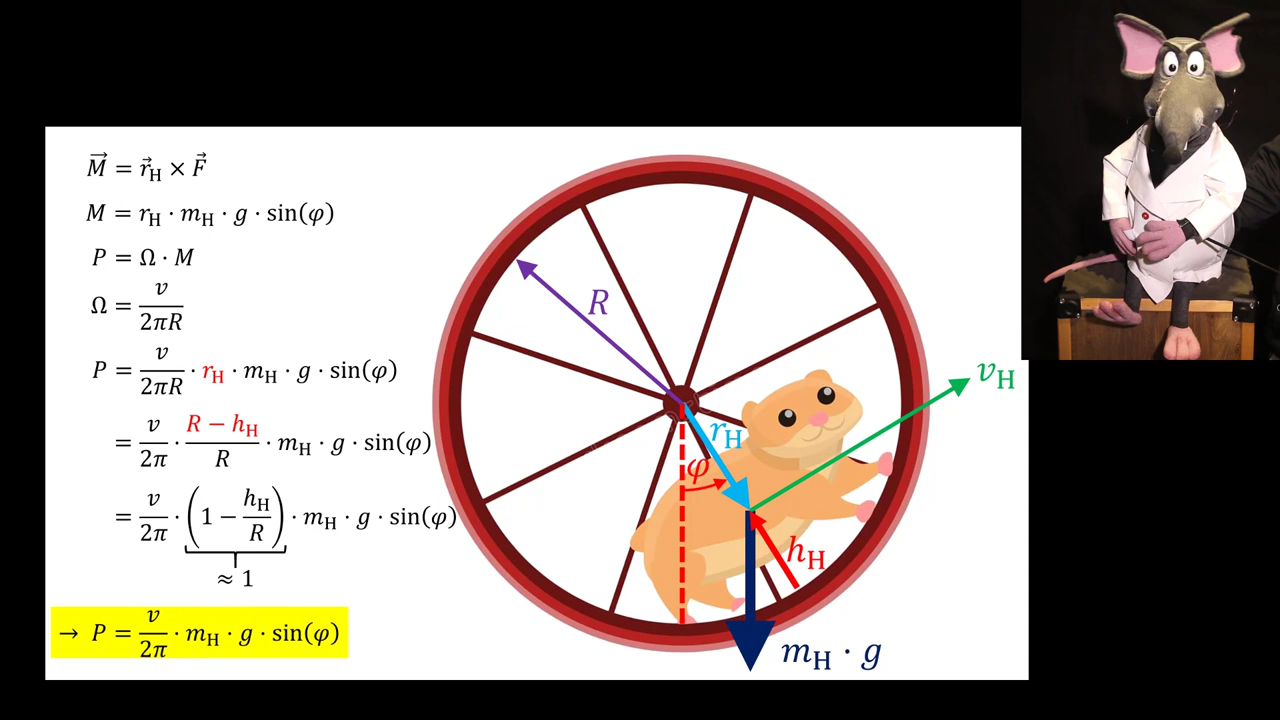 M⃗ = r⃗_H × F⃗
M = r_H · m_H · g · sin(φ)
P = Ω · M
Ω = v / 2πR
P = v / 2πR · r_H · m_H · g · sin(φ)
= v / 2π · (R − h_H) / R · m_H · g · sin(φ)
= v / 2π · (1 − h_H / R) · m_H · g · sin(φ)
≈ 1
→ P = v / 2π · m_H · g · sin(φ)
R
v_H
r_H
φ
h_H
m_H · g